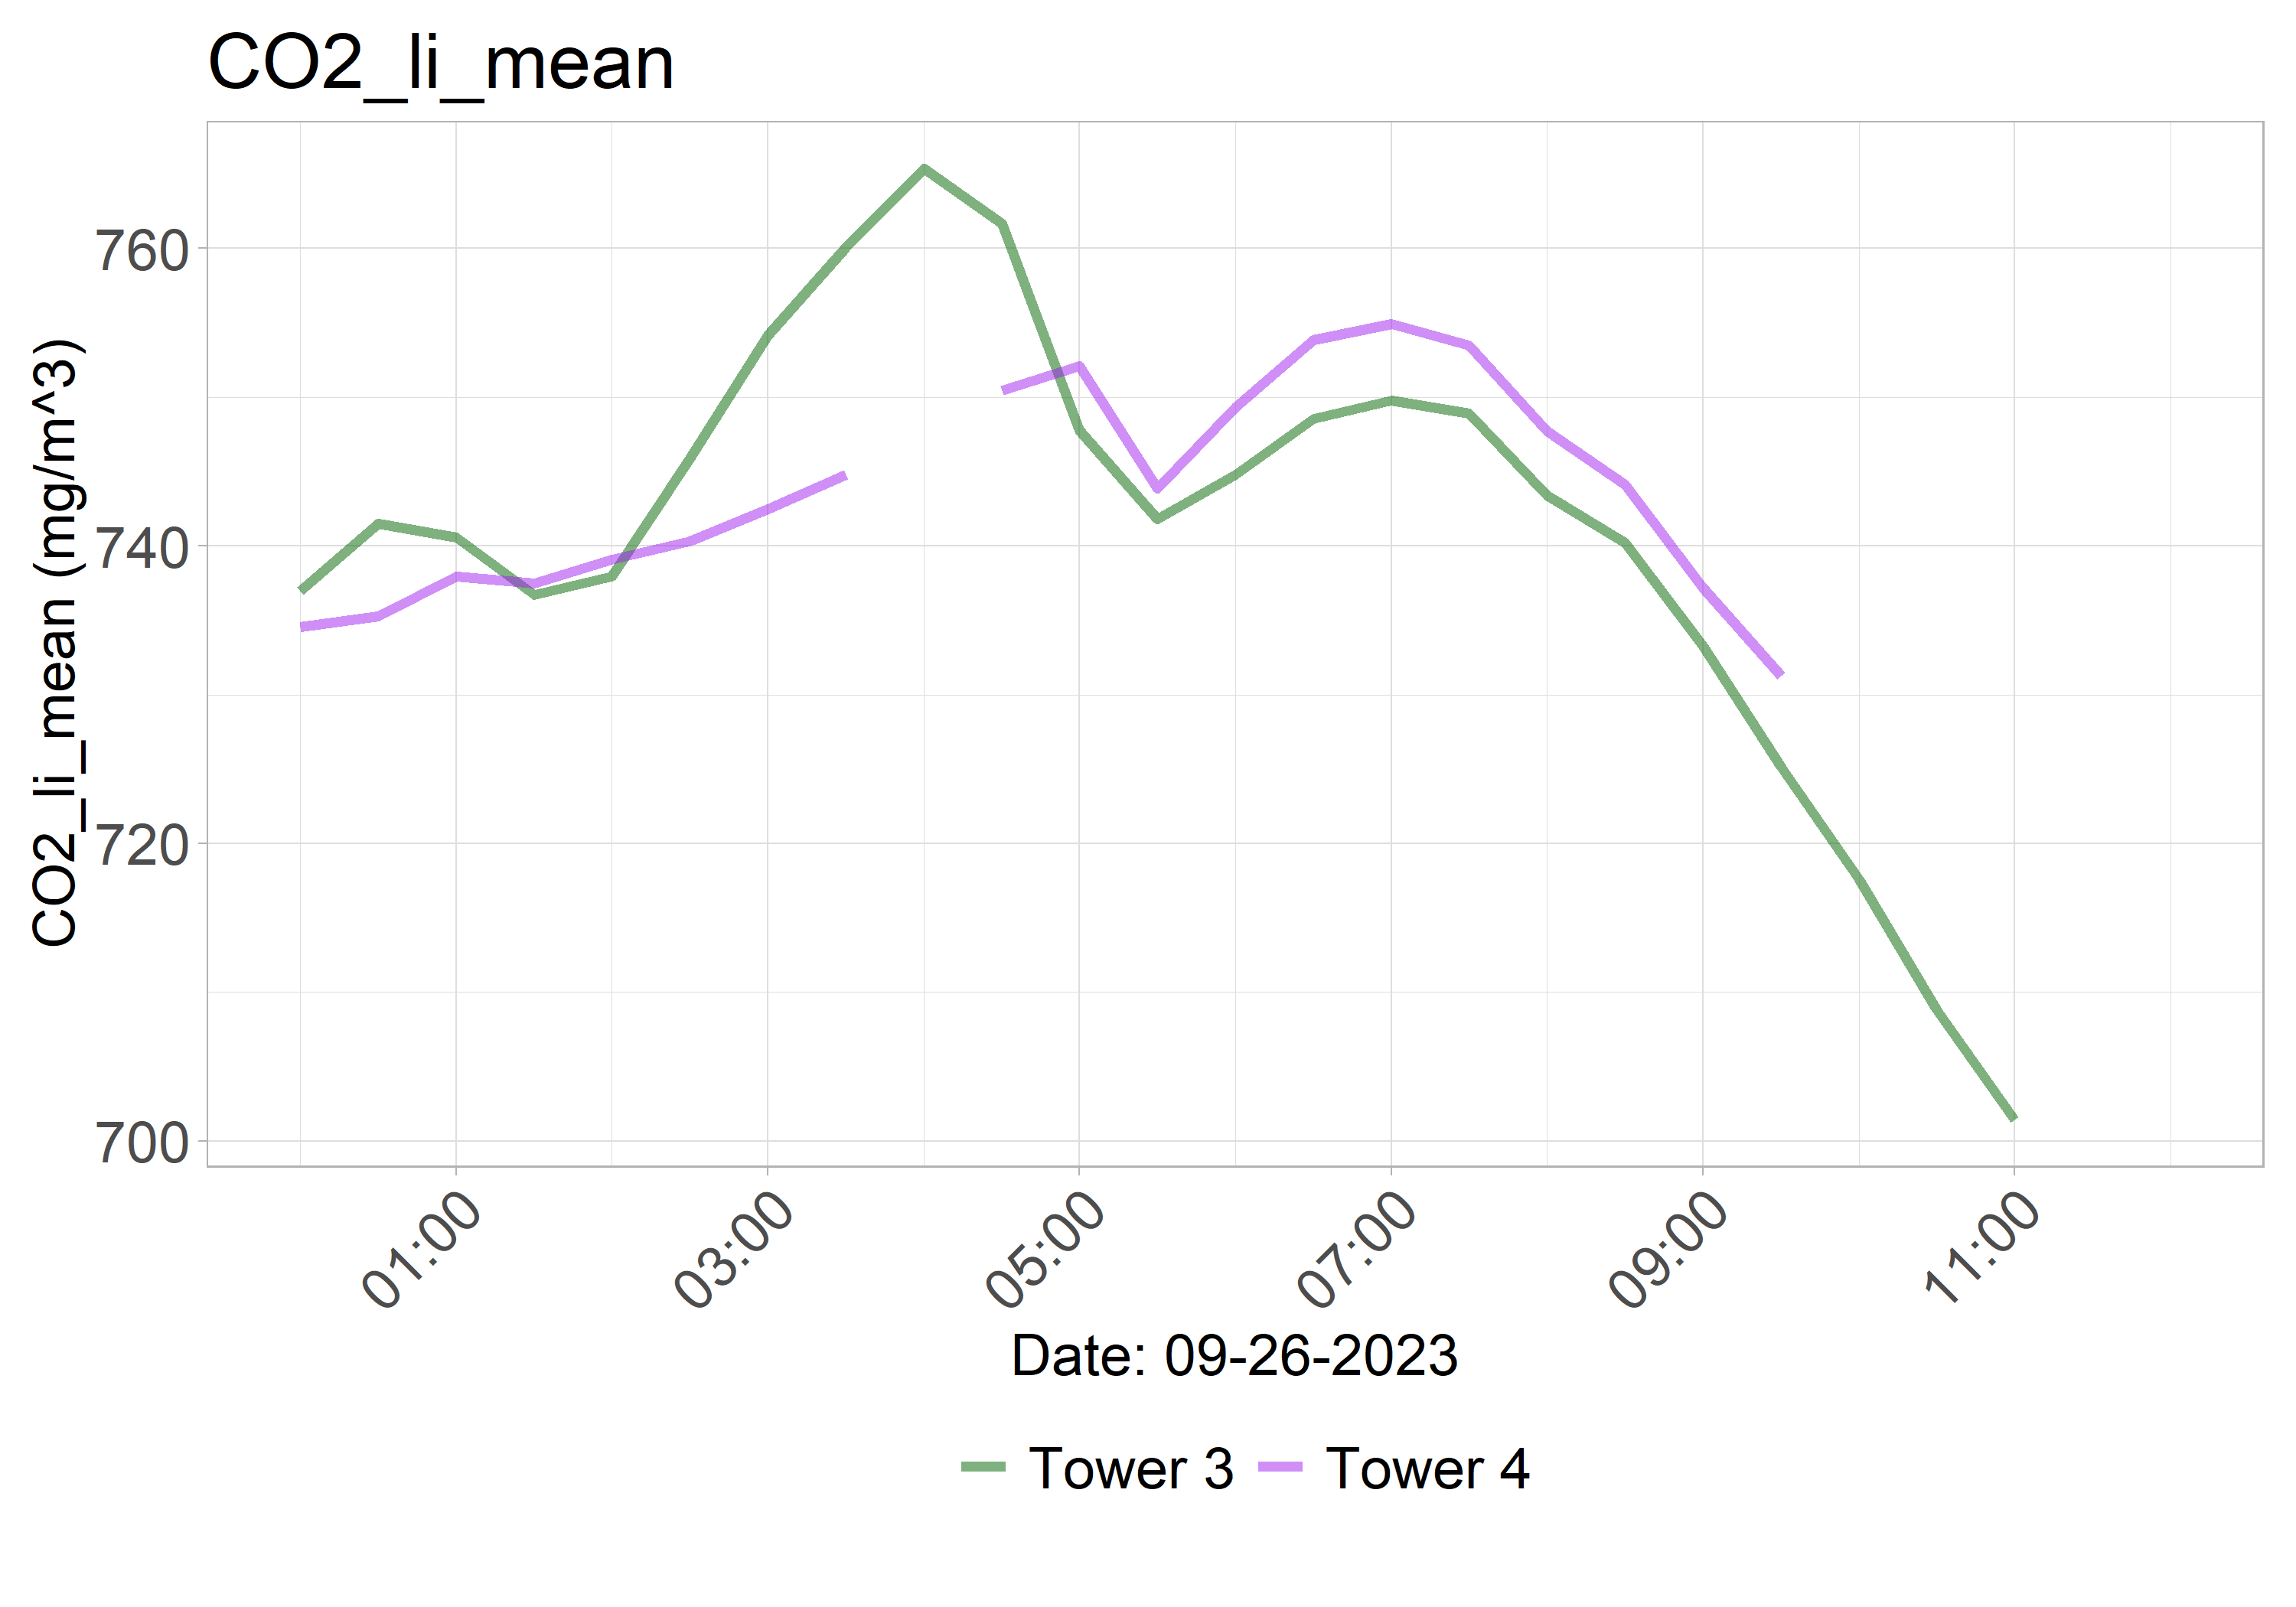 CO2_li_mean
CO2_li_mean (mg/m^3)
760
740
720
700
01:00
03:00
05:00
07:00
09:00
11:00
Date: 09-26-2023
Tower 3
Tower 4